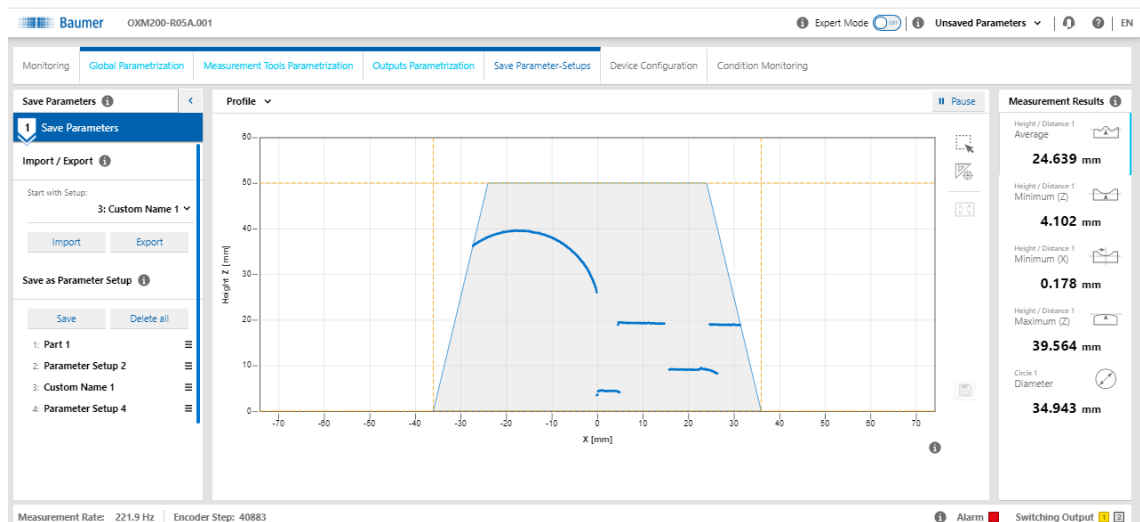 Baumer OXM200-R05A.001 Expert Mode Off Unsaved Parameters EN
Monitoring Global Parametrization Measurement Tools Parametrization Outputs Parametrization Save Parameter-Setups Device Configuration Condition Monitoring
Save Parameters
1 Save Parameters
Import / Export
Start with Setup:
3: Custom Name 1
Import Export
Save as Parameter Setup
Save Delete all
1: Part 1
2: Parameter Setup 2
3: Custom Name 1
4: Parameter Setup 4
Profile
Pause
Height Z [mm]
60
50
40
30
20
10
0
-70 -60 -50 -40 -30 -20 -10 0 10 20 30 40 50 60 70
X [mm]
Measurement Results
Height / Distance 1
Average
24.639 mm
Height / Distance 1
Minimum (Z)
4.102 mm
Height / Distance 1
Minimum (X)
0.178 mm
Height / Distance 1
Maximum (Z)
39.564 mm
Circle 1
Diameter
34.943 mm
Measurement Rate: 221.9 Hz Encoder Step: 40883 Alarm Switching Output 1 2